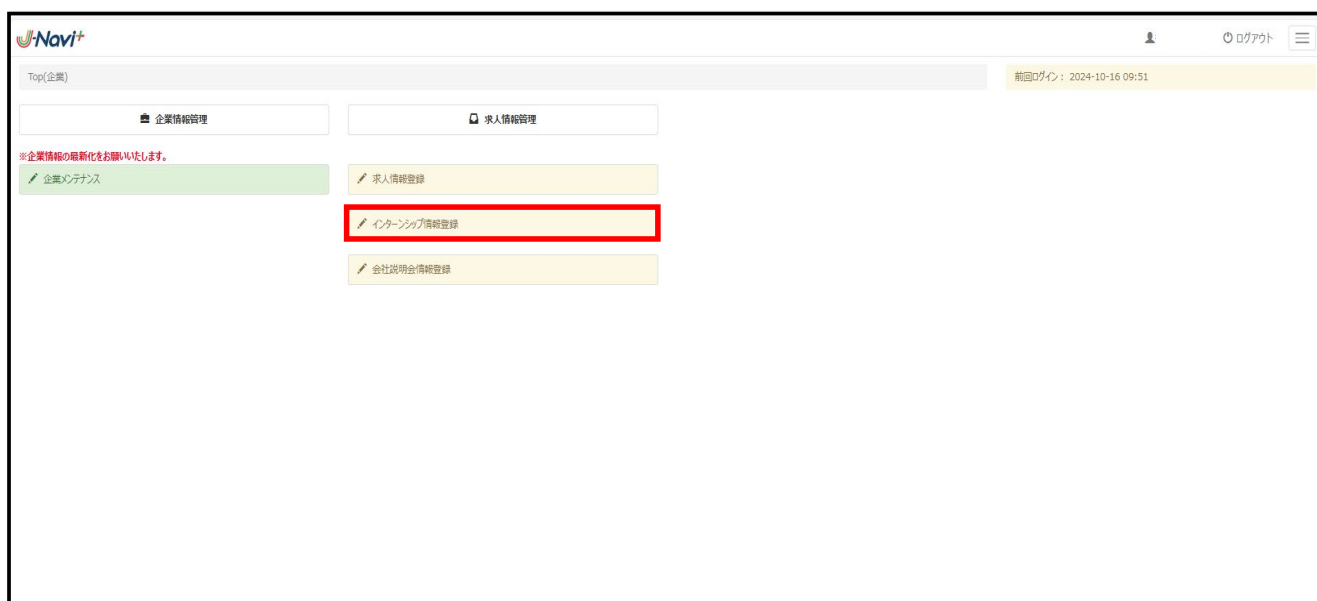 J-Navi+
ログアウト
Top(企業)
前回ログイン： 2024-10-16 09:51
企業情報管理
求人情報管理
※企業情報の最新化をお願いいたします。
企業メンテナンス
求人情報登録
インターンシップ情報登録
会社説明会情報登録